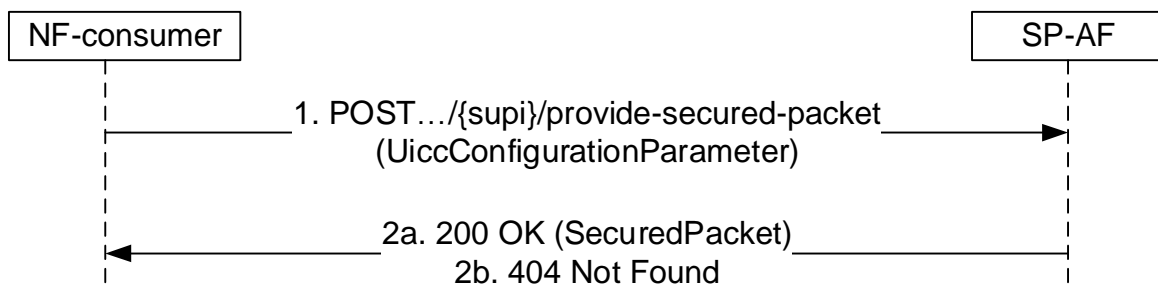 NF-consumer
SP-AF
1. POST…/{supi}/provide-secured-packet
(UiccConfigurationParameter)
2a. 200 OK (SecuredPacket)
2b. 404 Not Found